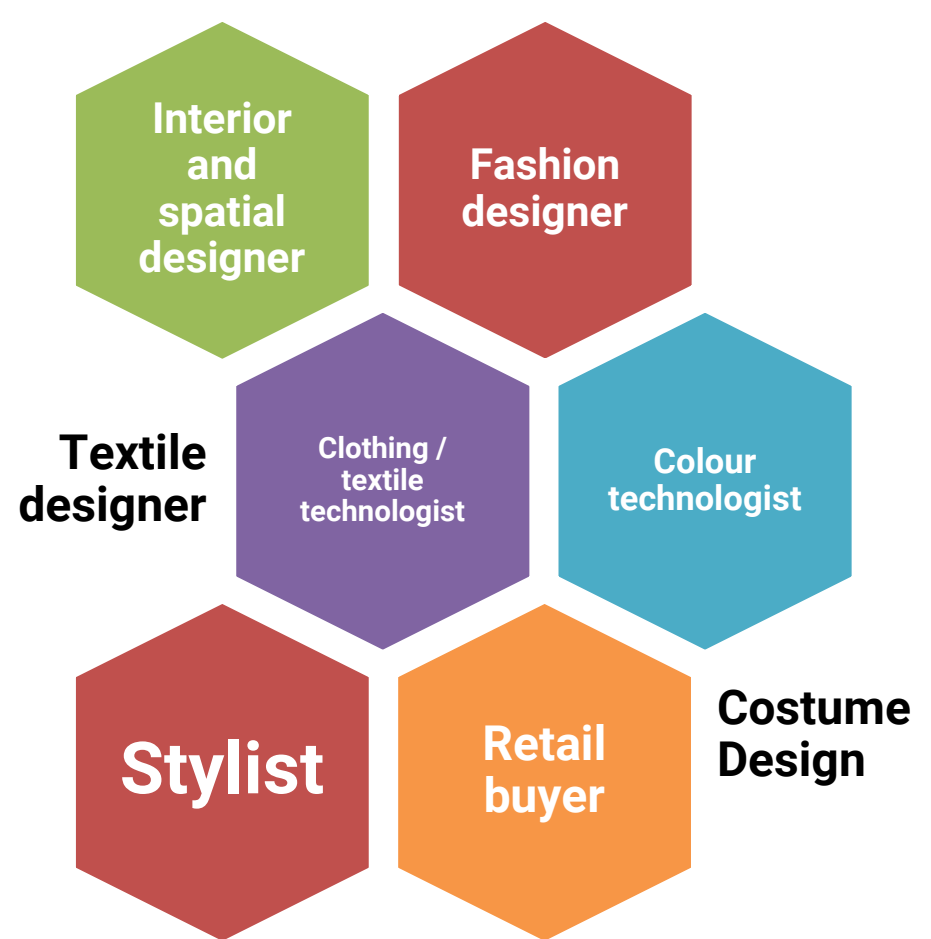 Interior
and
spatial
designer
Fashion
designer
Textile
designer
Clothing /
textile
technologist
Colour
technologist
Stylist
Retail
buyer
Costume
Design